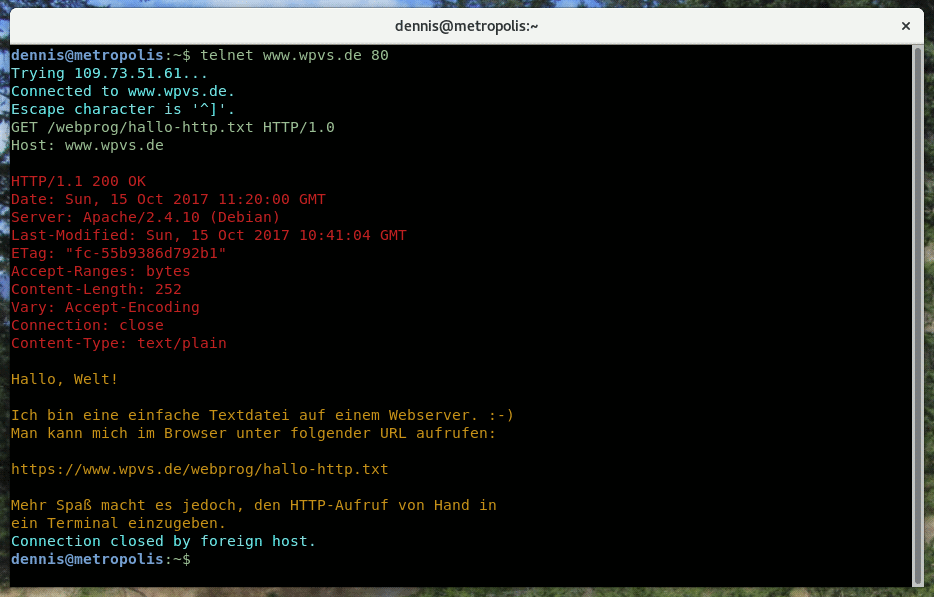 dennis@metropolis:~
dennis@metropolis:~$ telnet www.wpvs.de 80
Trying 109.73.51.61...
Connected to www.wpvs.de.
Escape character is '^]'.
GET /webprog/hallo-http.txt HTTP/1.0
Host: www.wpvs.de

HTTP/1.1 200 OK
Date: Sun, 15 Oct 2017 11:20:00 GMT
Server: Apache/2.4.10 (Debian)
Last-Modified: Sun, 15 Oct 2017 10:41:04 GMT
ETag: "fc-55b9386d792b1"
Accept-Ranges: bytes
Content-Length: 252
Vary: Accept-Encoding
Connection: close
Content-Type: text/plain

Hallo, Welt!

Ich bin eine einfache Textdatei auf einem Webserver. :-)
Man kann mich im Browser unter folgender URL aufrufen:

https://www.wpvs.de/webprog/hallo-http.txt

Mehr Spaß macht es jedoch, den HTTP-Aufruf von Hand in
ein Terminal einzugeben.
Connection closed by foreign host.
dennis@metropolis:~$